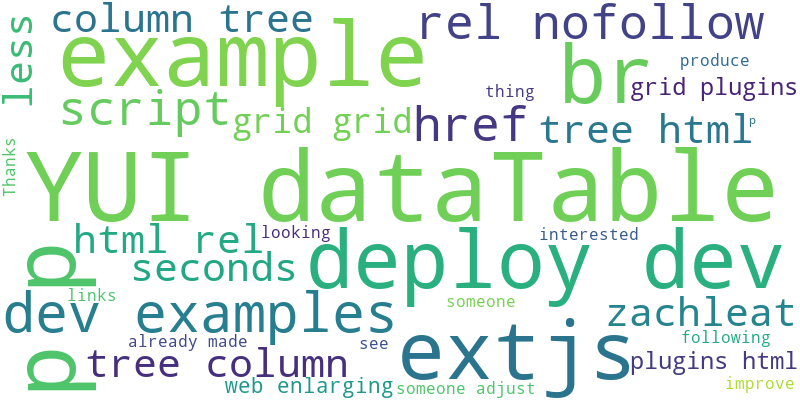 column tree
rel nofollow
less
example
br
produce
thing
grid plugins
script
grid grid
href
tree html
p
Thanks
YUI dataTable
html rel
looking
interested
p
seconds
deploy dev
links
someone
dev examples
zachleat
already made
see
extjs
following
p
tree column
plugins html
web enlarging
someone adjust
improve